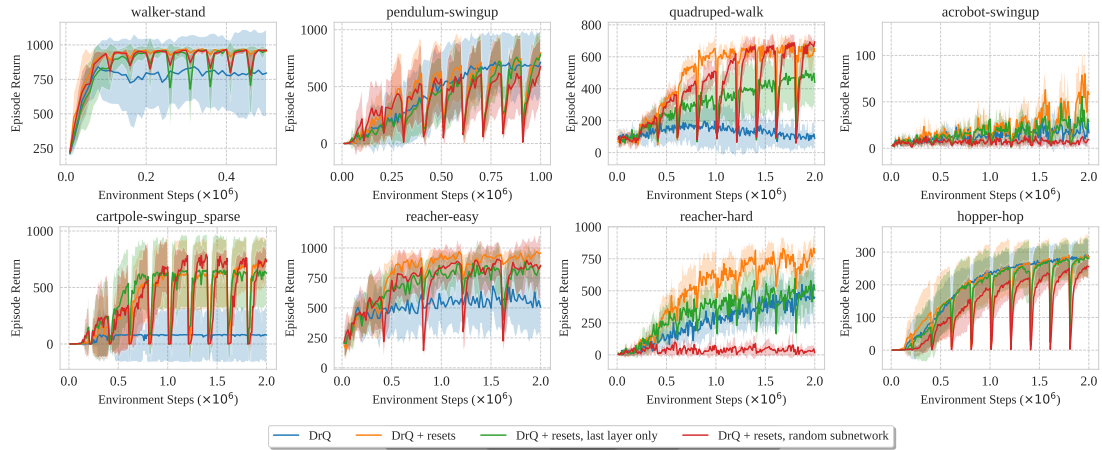 walker-stand
pendulum-swingup
quadruped-walk
acrobot-swingup
Episode Return
1000
750
500
250
0.0
0.2
0.4
Environment Steps (×10⁶)
Episode Return
1000
500
0
0.00
0.25
0.50
0.75
1.00
Environment Steps (×10⁶)
Episode Return
800
600
400
200
0
0.0
0.5
1.0
1.5
2.0
Environment Steps (×10⁶)
Episode Return
100
50
0
0.0
0.5
1.0
1.5
2.0
Environment Steps (×10⁶)
cartpole-swingup_sparse
reacher-easy
reacher-hard
hopper-hop
Episode Return
1000
500
0
0.0
0.5
1.0
1.5
2.0
Environment Steps (×10⁶)
Episode Return
1000
750
500
250
0
0.0
0.5
1.0
1.5
2.0
Environment Steps (×10⁶)
Episode Return
1000
750
500
250
0
0.0
0.5
1.0
1.5
2.0
Environment Steps (×10⁶)
Episode Return
300
200
100
0
0.0
0.5
1.0
1.5
2.0
Environment Steps (×10⁶)
DrQ
DrQ + resets
DrQ + resets, last layer only
DrQ + resets, random subnetwork